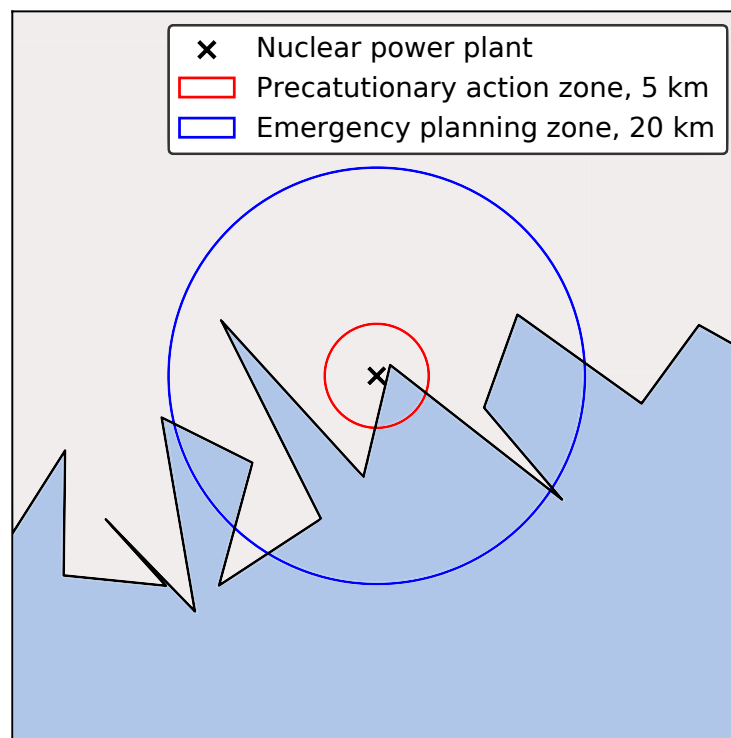 Nuclear power plant
Precatutionary action zone, 5 km
Emergency planning zone, 20 km